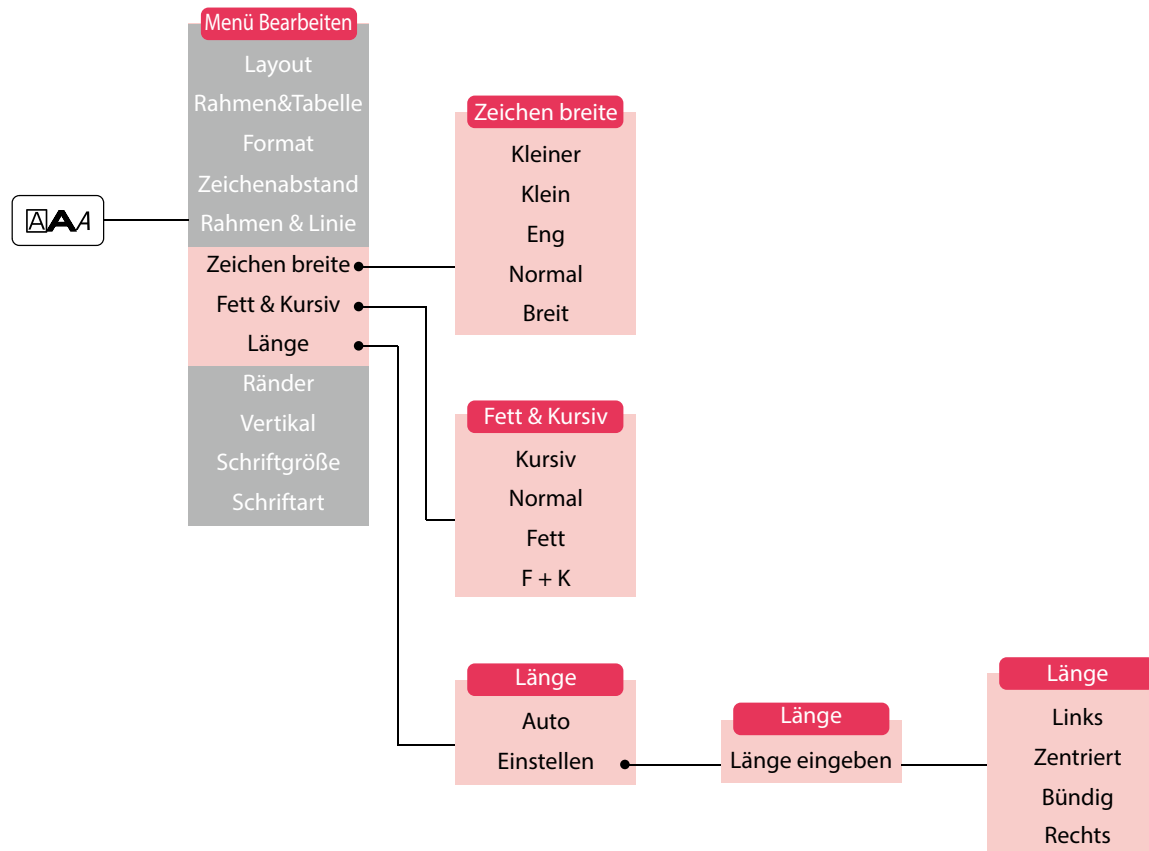 Menü Bearbeiten
Layout
Rahmen&Tabelle
Format
Zeichenabstand
Rahmen & Linie
Zeichen breite
Fett & Kursiv
Länge
Ränder
Vertikal
Schriftgröße
Schriftart
AAA
Zeichen breite
Kleiner
Klein
Eng
Normal
Breit
Fett & Kursiv
Kursiv
Normal
Fett
F + K
Länge
Auto
Einstellen
Länge
Länge eingeben
Länge
Links
Zentriert
Bündig
Rechts